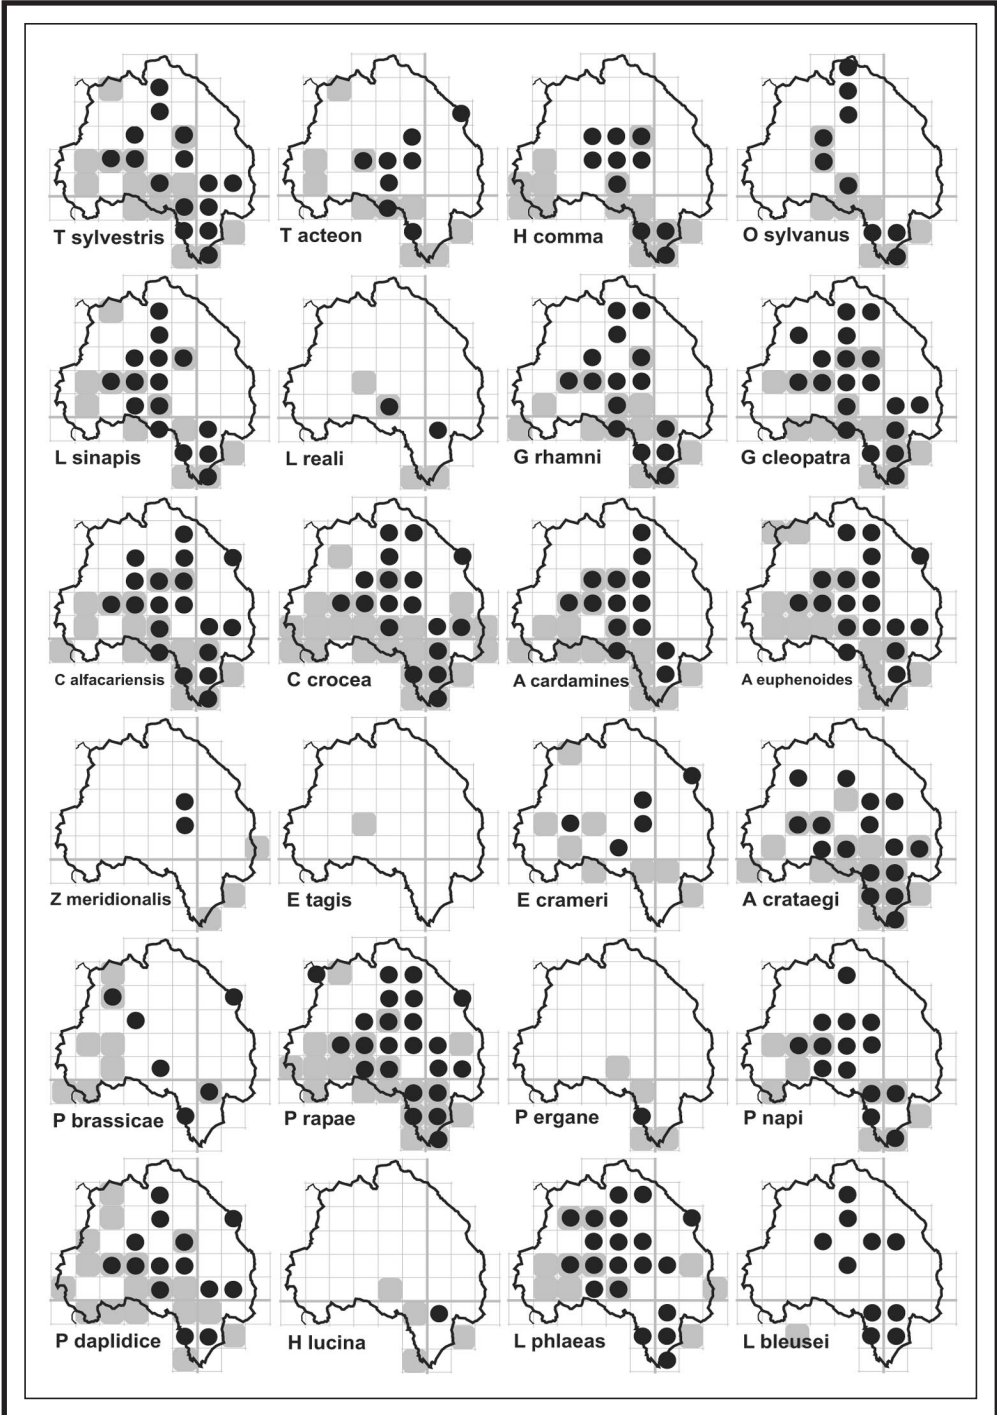 T sylvestris
T acteon
H comma
O sylvanus
L sinapis
L reali
G rhamni
G cleopatra
C alfacariensis
C crocea
A cardamines
A euphenoides
Z meridionalis
E tagis
E crameri
A crataegi
P brassicae
P rapae
P ergane
P napi
P daplidice
H lucina
L phlaeas
L bleusei